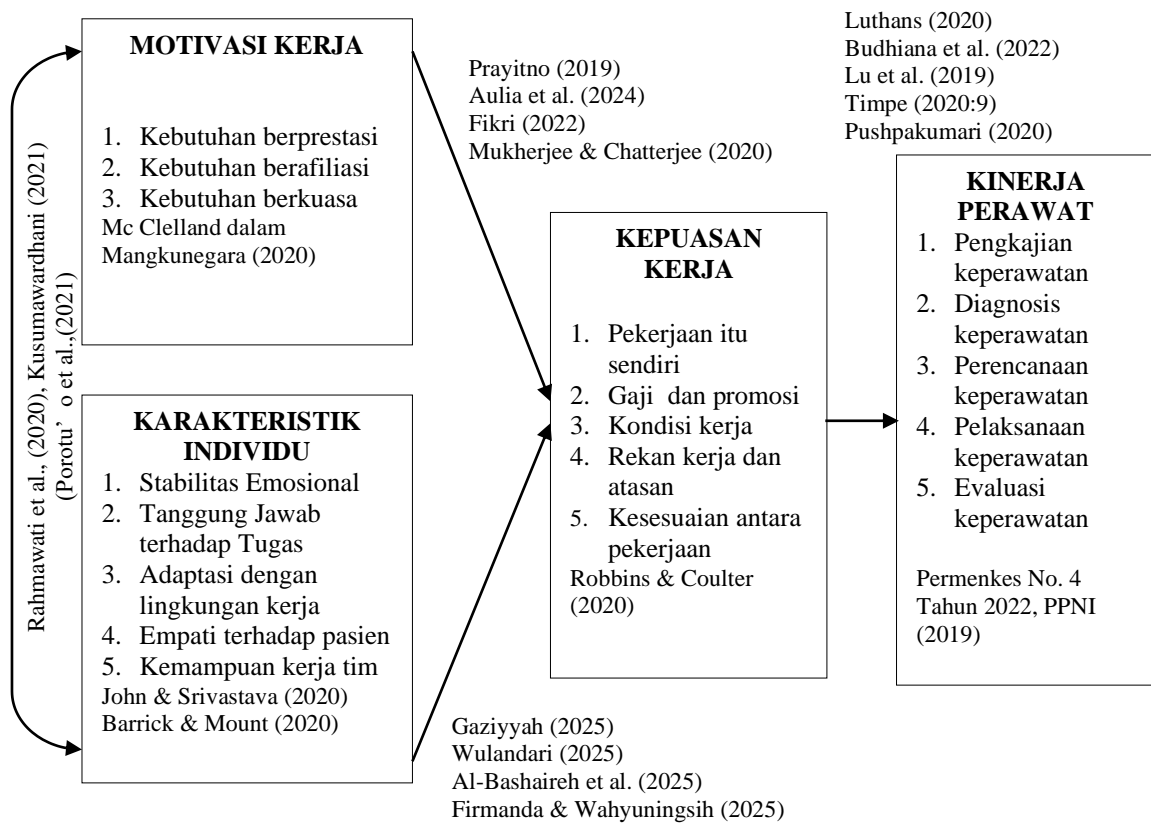 Rahmawati et al., (2020), Kusumawardhani (2021)
(Porotu’ o et al.,(2021)
MOTIVASI KERJA
1. Kebutuhan berprestasi
2. Kebutuhan berafiliasi
3. Kebutuhan berkuasa
Mc Clelland dalam
Mangkunegara (2020)
KARAKTERISTIK
INDIVIDU
1. Stabilitas Emosional
2. Tanggung Jawab
terhadap Tugas
3. Adaptasi dengan
lingkungan kerja
4. Empati terhadap pasien
5. Kemampuan kerja tim
John & Srivastava (2020)
Barrick & Mount (2020)
Prayitno (2019)
Aulia et al. (2024)
Fikri (2022)
Mukherjee & Chatterjee (2020)
KEPUASAN
KERJA
1. Pekerjaan itu
sendiri
2. Gaji dan promosi
3. Kondisi kerja
4. Rekan kerja dan
atasan
5. Kesesuaian antara
pekerjaan
Robbins & Coulter
(2020)
Gaziyyah (2025)
Wulandari (2025)
Al-Bashaireh et al. (2025)
Firmanda & Wahyuningsih (2025)
Luthans (2020)
Budhiana et al. (2022)
Lu et al. (2019)
Timpe (2020:9)
Pushpakumari (2020)
KINERJA
PERAWAT
1. Pengkajian
keperawatan
2. Diagnosis
keperawatan
3. Perencanaan
keperawatan
4. Pelaksanaan
keperawatan
5. Evaluasi
keperawatan
Permenkes No. 4
Tahun 2022, PPNI
(2019)